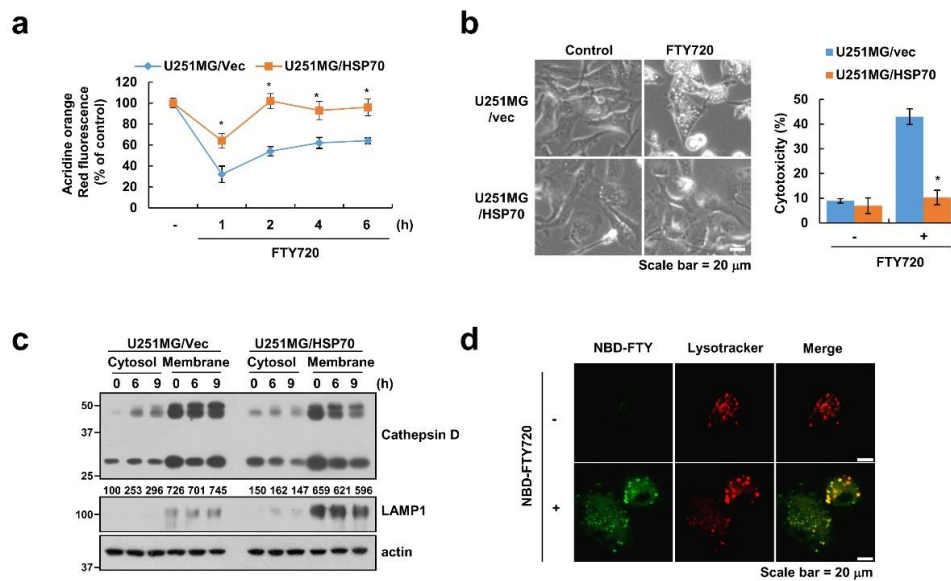 a
U251MG/Vec U251MG/HSP70
Acridine orange
Red fluorescence
(% of control)
120
100
80
60
40
20
0
* * * * *
- 1 2 4 6 (h)
FTY720
b
Control FTY720
U251MG
/vec
U251MG
/HSP70
Scale bar = 20 μm
U251MG/vec
U251MG/HSP70
Cytotoxicity (%)
50
40
30
20
10
0
*
- +
FTY720
c
U251MG/Vec U251MG/HSP70
Cytosol Membrane Cytosol Membrane
0 6 9 0 6 9 0 6 9 0 6 9 (h)
50
37
25
Cathepsin D
100 253 296 726 701 745 150 162 147 659 621 596
100
LAMP1
actin
37
d
NBD-FTY Lysotracker Merge
NBD-FTY720
-
+
Scale bar = 20 μm